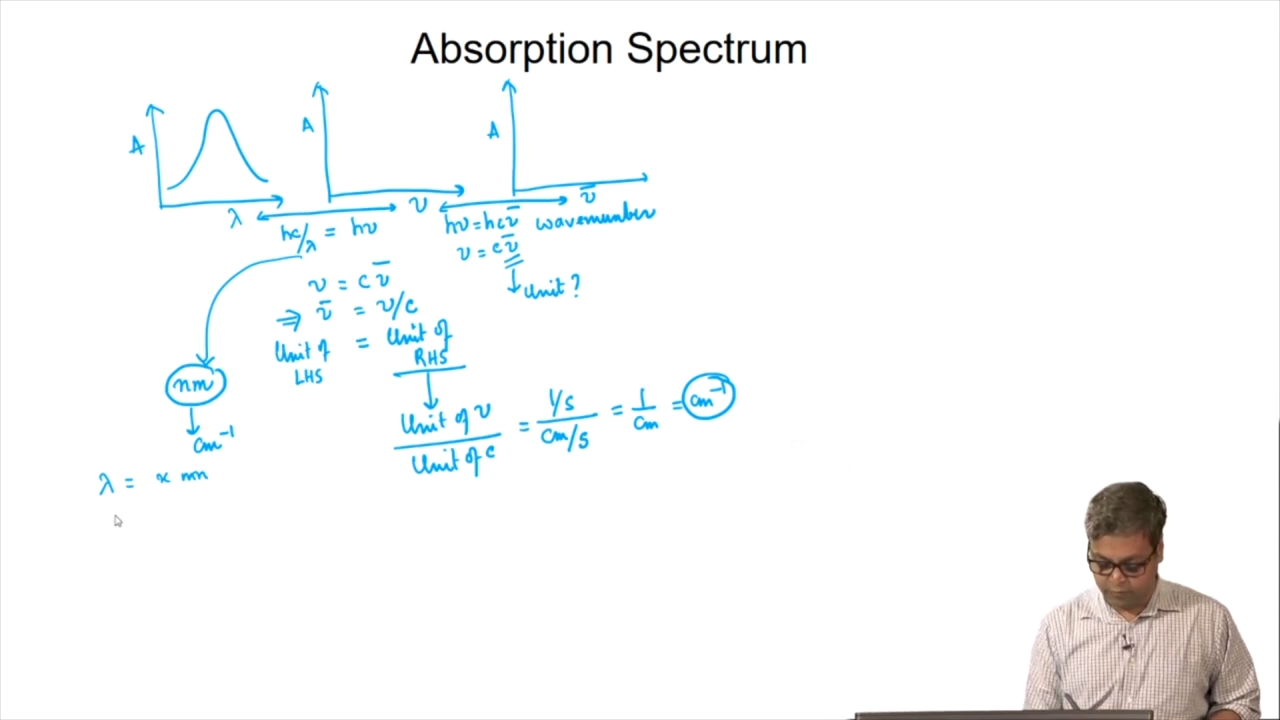 Absorption Spectrum
A
λ
A
ν
A
ν̄
hc/λ = hν
hν = hcν̄ wavenumber
ν = cν̄
Unit?
ν = cν̄
⇒ ν̄ = ν/c
Unit of LHS = Unit of RHS
Unit of ν / Unit of c = 1/s / cm/s = 1/cm = cm⁻¹
nm
cm⁻¹
λ = x nm